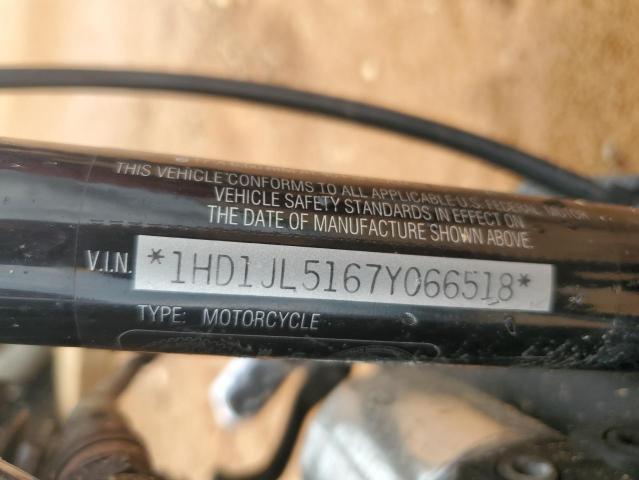 THIS VEHICLE CONFORMS TO ALL APPLICABLE U.S. FEDERAL MOTOR
VEHICLE SAFETY STANDARDS IN EFFECT ON
THE DATE OF MANUFACTURE SHOWN ABOVE.
V.I.N. *1HD1JL5167Y066518*
TYPE: MOTORCYCLE